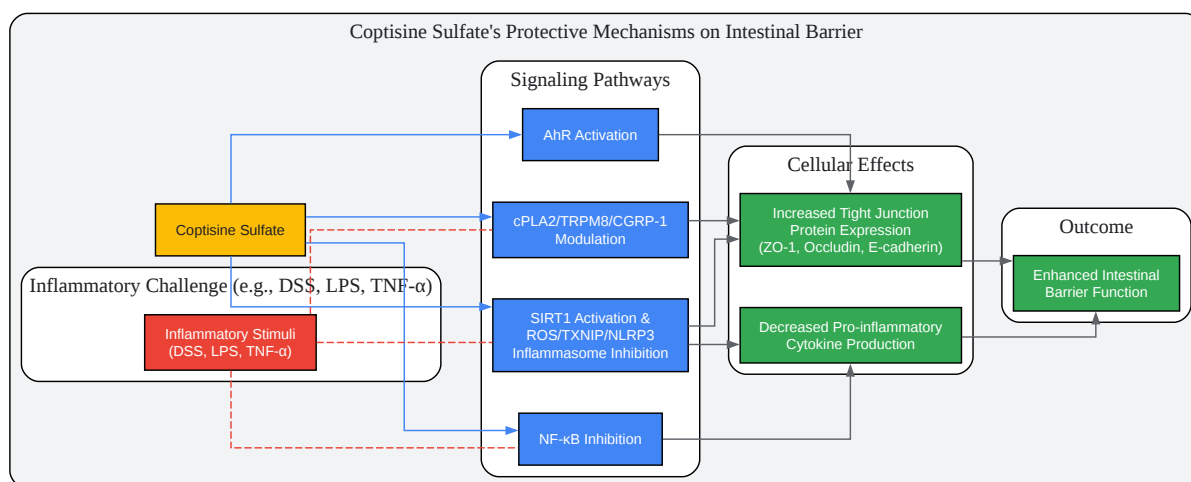 Coptisine Sulfate's Protective Mechanisms on Intestinal Barrier
Signaling Pathways
AhR Activation
Cellular Effects
Coptisine Sulfate
cPLA2/TRPM8/CGRP-1
Modulation
Increased Tight Junction
Protein Expression
(ZO-1, Occludin, E-cadherin)
Outcome
Enhanced Intestinal
Barrier Function
Inflammatory Challenge (e.g., DSS, LPS, TNF-α)
Inflammatory Stimuli
(DSS, LPS, TNF-α)
SIRT1 Activation &
ROS/TXNIP/NLRP3
Inflammasome Inhibition
Decreased Pro-inflammatory
Cytokine Production
NF-κB Inhibition